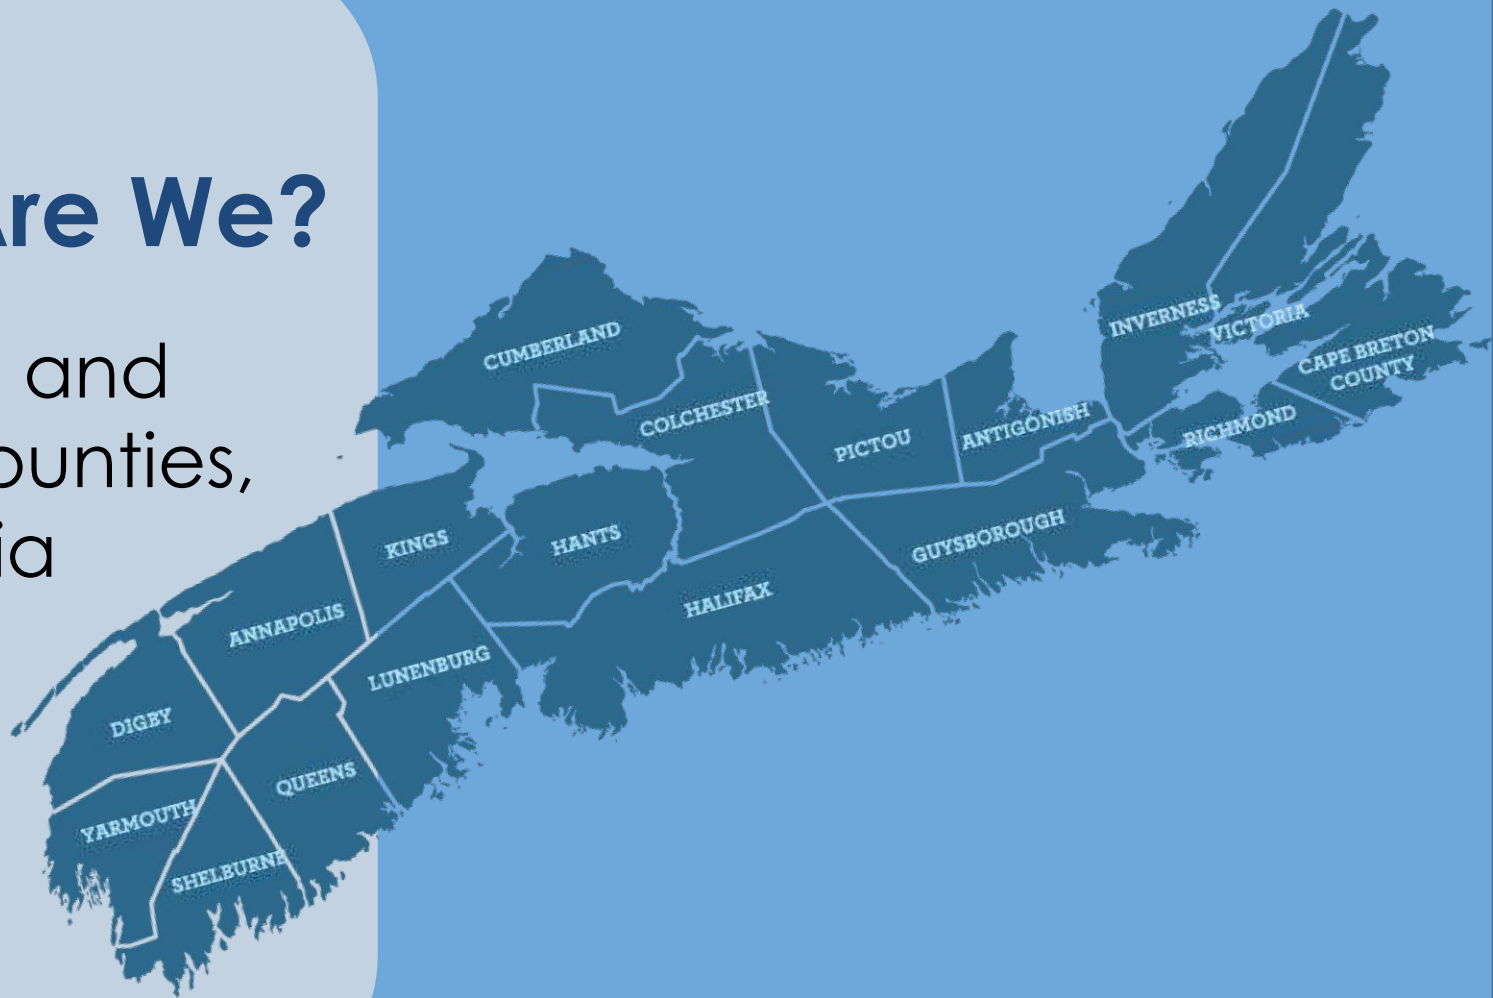 Are We?
and
ounties,
ia
INVERNESS
VICTORIA
CAPE BRETON
COUNTY
CUMBERLAND
COLCHESTER
PICTOU
ANTIGONISH
RICHMOND
KINGS
HANTS
GUYSBOROUGH
ANNAPOLIS
HALIFAX
LUNENBURG
DIGBY
QUEENS
YARMOUTH
SHELBURNE